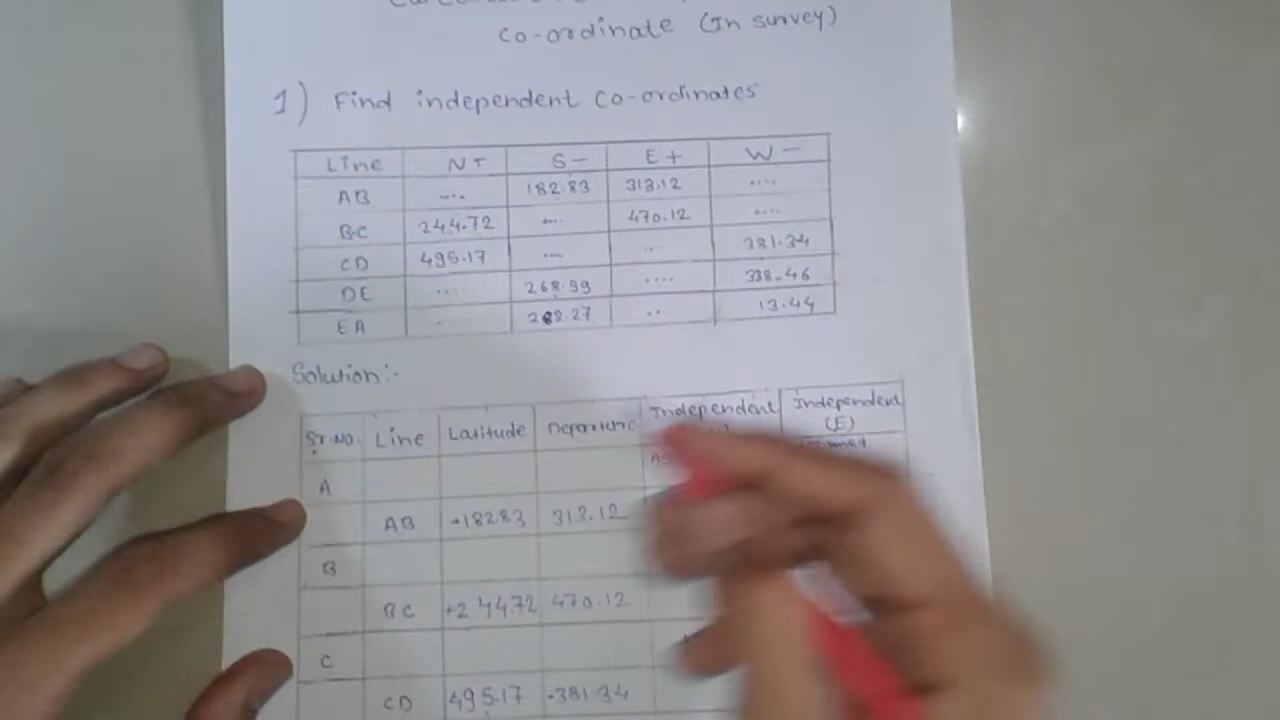 co-ordinate (In survey)
1) Find independent co-ordinates
Line N+ S- E+ W-
AB .... 182.83 313.12 ....
BC 244.72 .... 470.12 ....
CD 495.17 .... .... 381.34
DE .... 268.99 .... 388.46
EA . .27 .. 13.44
Solution:-
Sr.No. Line Latitude Departure Independent Independent
(E)
A
AB -182.83 313.12
B
BC +244.72 470.12
C
CD 495.17 -381.34